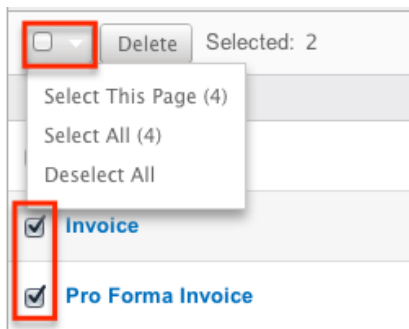 Delete Selected: 2
Select This Page (4)
Select All (4)
Deselect All
Invoice
Pro Forma Invoice